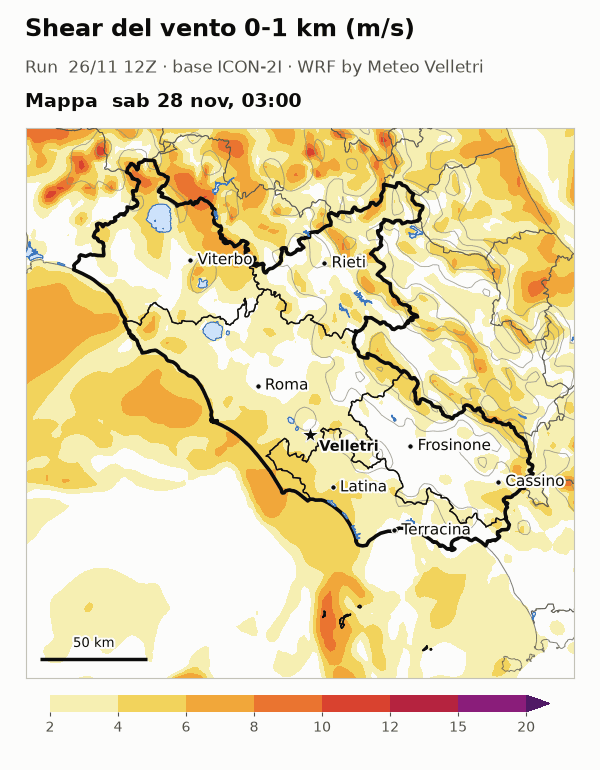 Shear del vento 0-1 km (m/s)
Run  26/11 12Z · base ICON-2I · WRF by Meteo Velletri
Mappa  sab 28 nov, 03:00
Viterbo
Rieti
Roma
Velletri
Frosinone
Latina
Cassino
Terracina
50 km
2 4 6 8 10 12 15 20